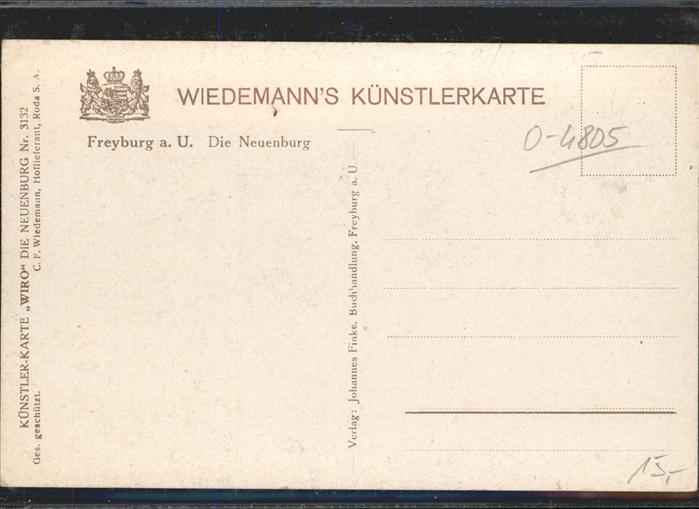 WIEDEMANN'S KÜNSTLERKARTE
Freyburg a. U. Die Neuenburg
O-4805
KÜNSTLER-KARTE „WIRO“ DIE NEUENBURG Nr. 3132
Ges. geschützt. C. F. Wiedemann, Hoflieferant, Roda S. A.
Verlag: Johannes Finke, Buchhandlung, Freyburg a. U.
15,-